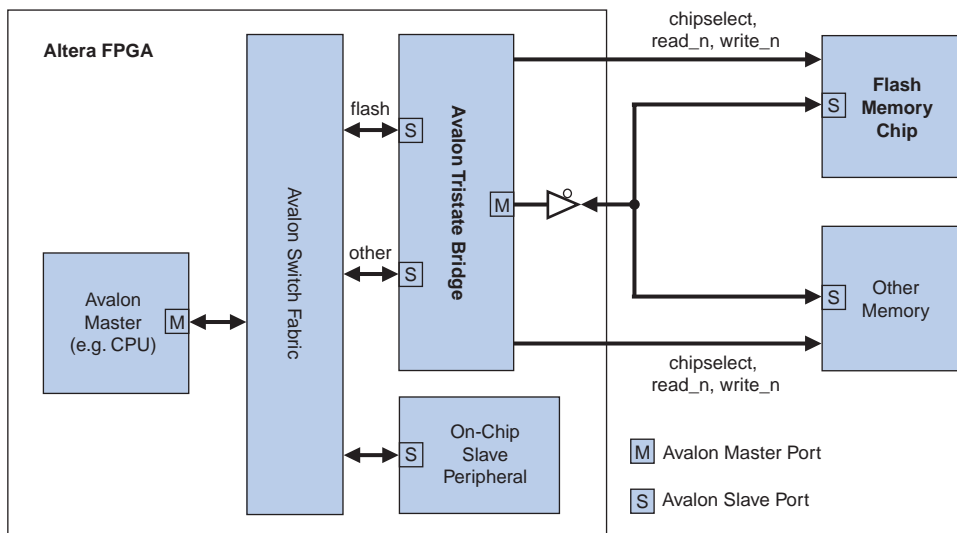 Altera FPGA
chipselect,
read_n, write_n
Flash
Memory
Chip
S
flash
S
Avalon Tristate Bridge
M
Avalon Switch Fabric
other
S
S
Other
Memory
Avalon
Master
(e.g. CPU)
M
chipselect,
read_n, write_n
On-Chip
Slave
Peripheral
S
M Avalon Master Port
S Avalon Slave Port